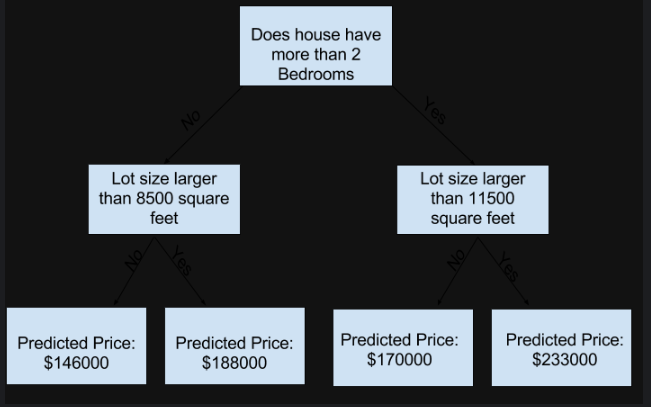 Does house have
more than 2
Bedrooms
No
Yes
Lot size larger
than 8500 square
feet
Lot size larger
than 11500
square feet
No
Yes
No
Yes
Predicted Price:
$146000
Predicted Price:
$188000
Predicted Price:
$170000
Predicted Price:
$233000